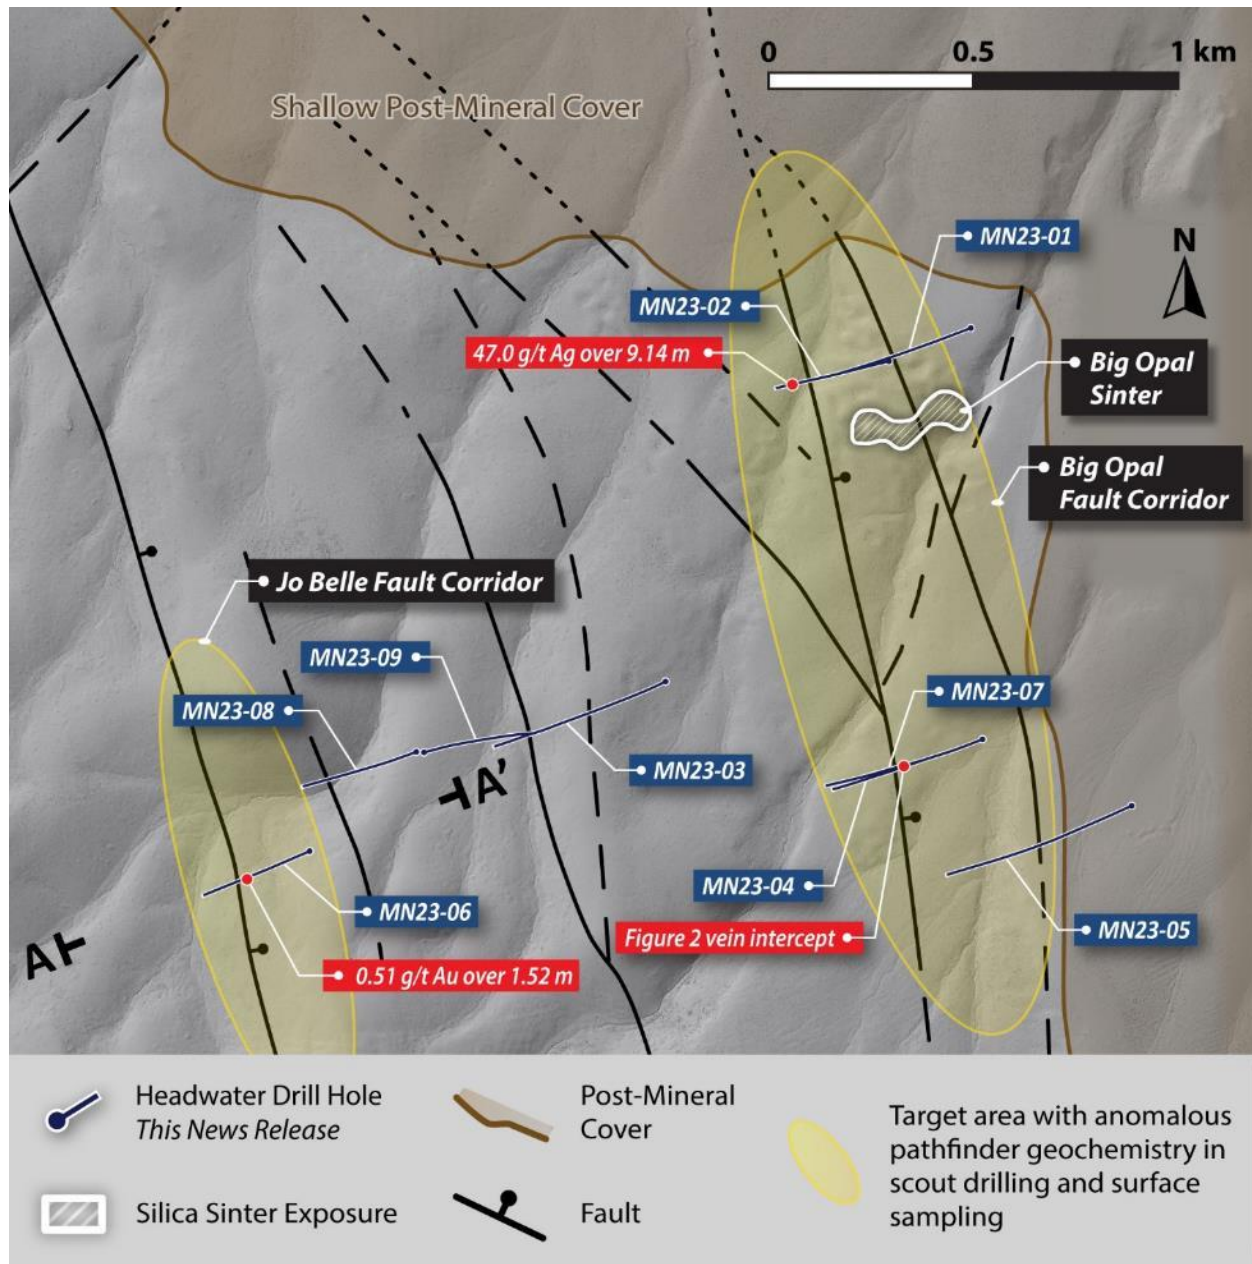 0 0.5 1 km
Shallow Post-Mineral Cover
MN23-01
N
MN23-02
47.0 g/t Ag over 9.14 m
Big Opal
Sinter
Big Opal
Fault Corridor
Jo Belle Fault Corridor
MN23-09
MN23-08
MN23-07
A'
MN23-03
MN23-04
MN23-06
MN23-05
Figure 2 vein intercept
A
0.51 g/t Au over 1.52 m
Headwater Drill Hole
This News Release
Silica Sinter Exposure
Post-Mineral
Cover
Fault
Target area with anomalous
pathfinder geochemistry in
scout drilling and surface
sampling